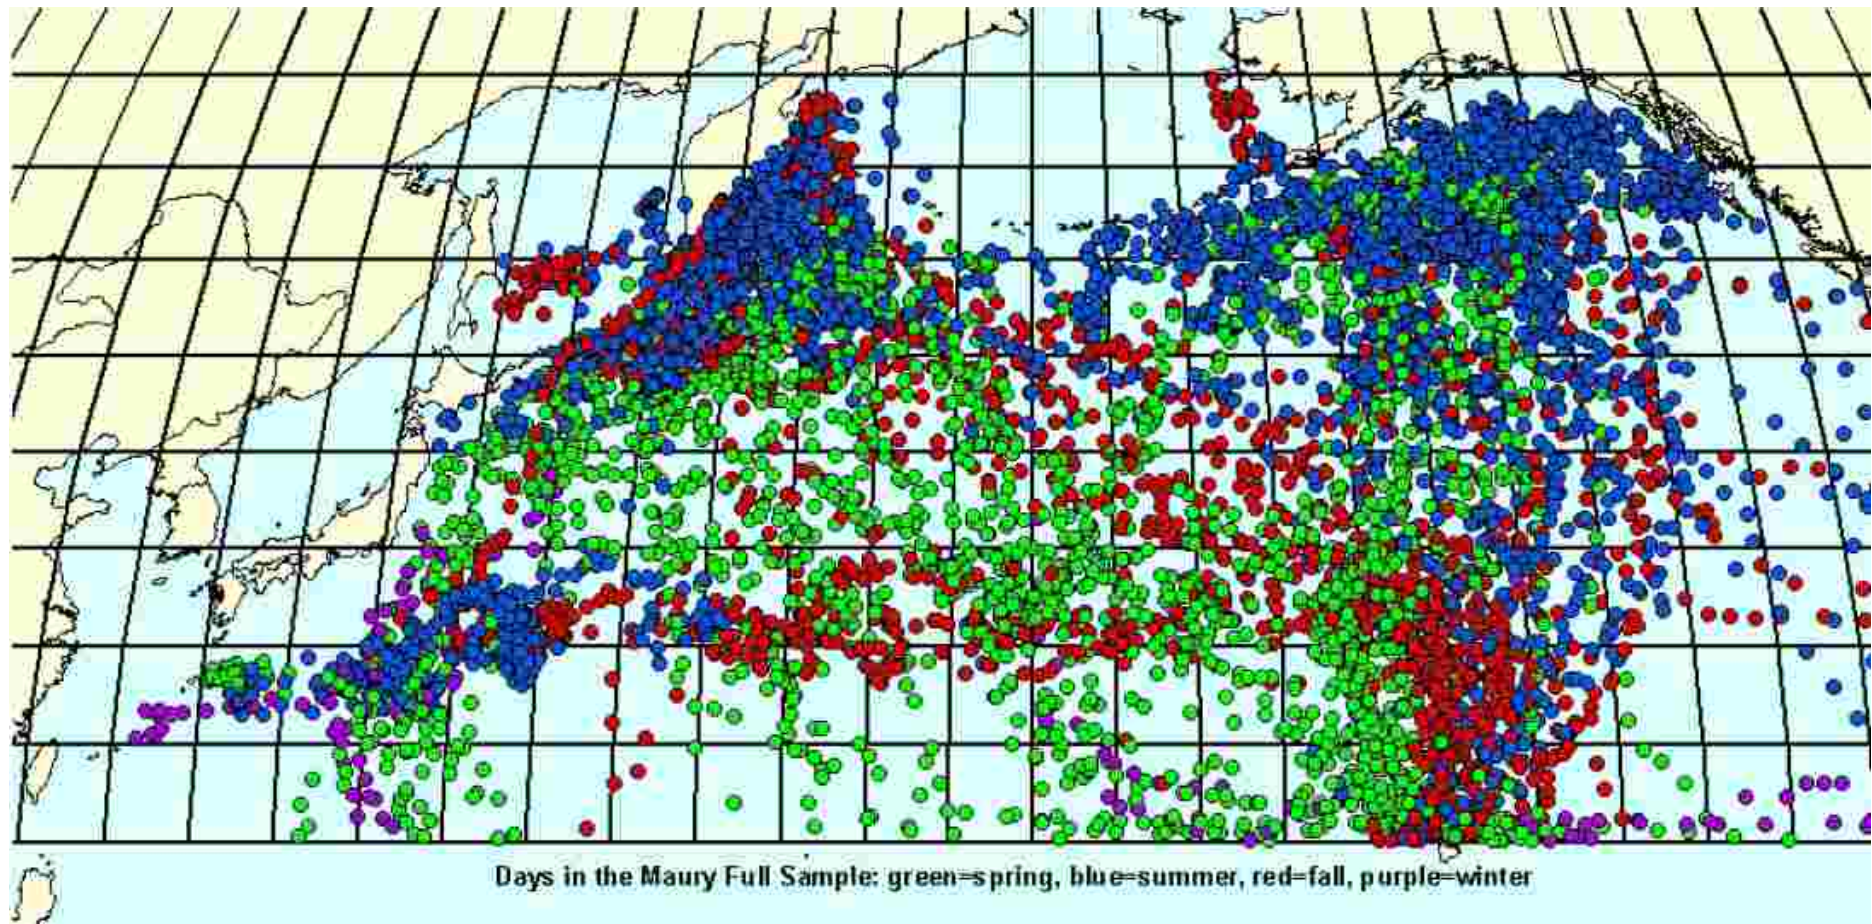 Days in the Maury Full Sample: green=spring, blue=summer, red=fall, purple=winter